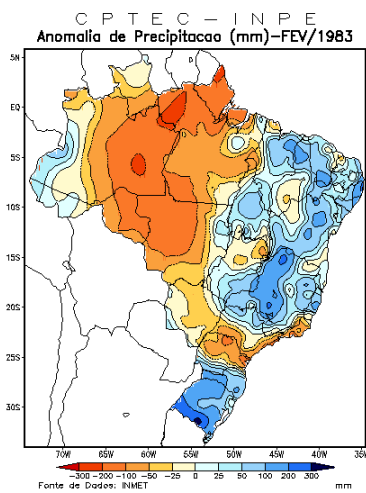 CPTEC-INPE
Anomalia de Precipitacao (mm)-FEV/1983
5N
EQ
5S
10S
15S
20S
25S
30S
70W 65W 60W 55W 50W 45W 40W 35W
-300 -200 -100 -50 -25 0 25 50 100 200 300
Fonte de Dados: INMET mm